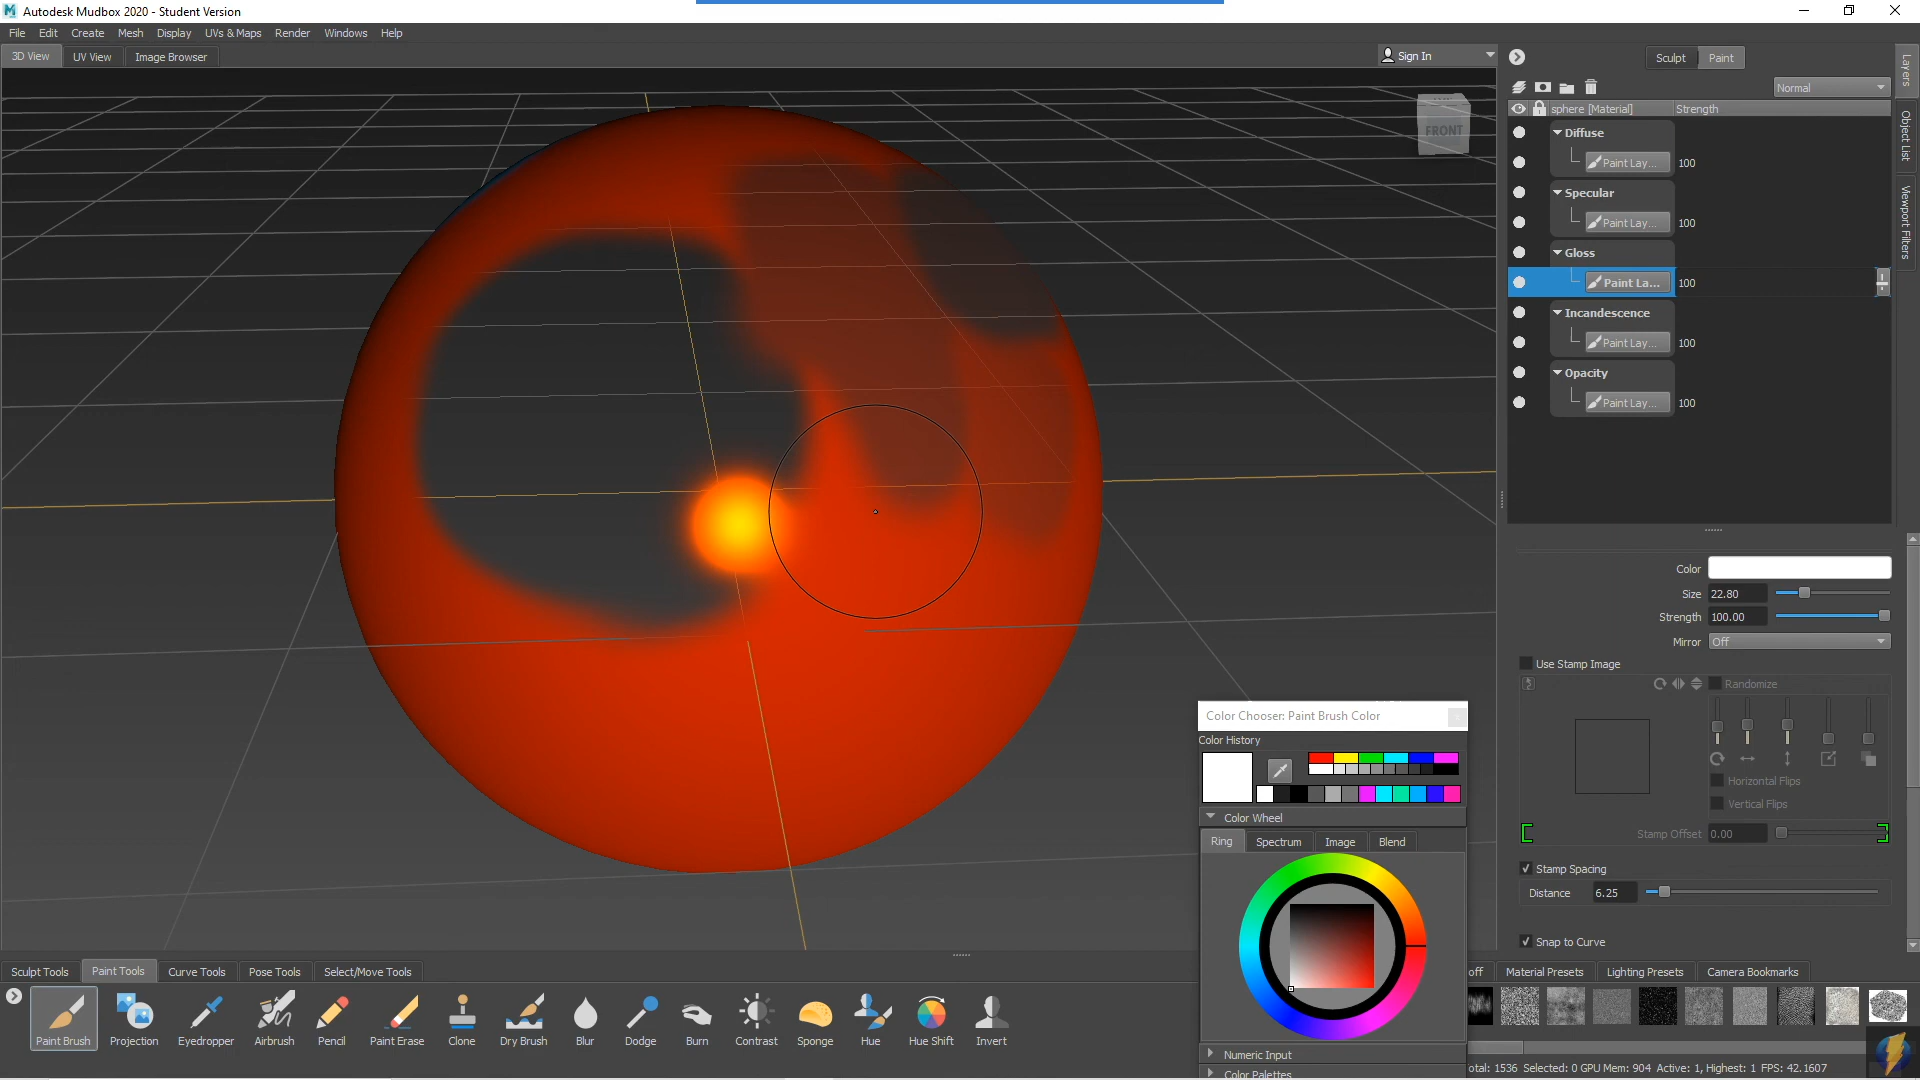 Autodesk Mudbox 2020 - Student Version
File Edit Create Mesh Display UVs & Maps Render Windows Help
3D View UV View Image Browser
Sign In
FRONT
Sculpt Paint
Normal
sphere [Material] Strength
Diffuse
Paint Lay... 100
Specular
Paint Lay... 100
Gloss
Paint La... 100
Incandescence
Paint Lay... 100
Opacity
Paint Lay... 100
Layers
Object List
Viewport Filters
Color
Size 22.80
Strength 100.00
Mirror Off
Use Stamp Image
Randomize
Horizontal Flips
Vertical Flips
Stamp Offset 0.00
Stamp Spacing
Distance 6.25
Snap to Curve
Color Chooser: Paint Brush Color
Color History
Color Wheel
Ring Spectrum Image Blend
Numeric Input
Color Palettes
Sculpt Tools Paint Tools Curve Tools Pose Tools Select/Move Tools
Paint Brush Projection Eyedropper Airbrush Pencil Paint Erase Clone Dry Brush Blur Dodge Burn Contrast Sponge Hue Hue Shift Invert
off Material Presets Lighting Presets Camera Bookmarks
otal: 1536 Selected: 0 GPU Mem: 904 Active: 1, Highest: 1 FPS: 42.1607